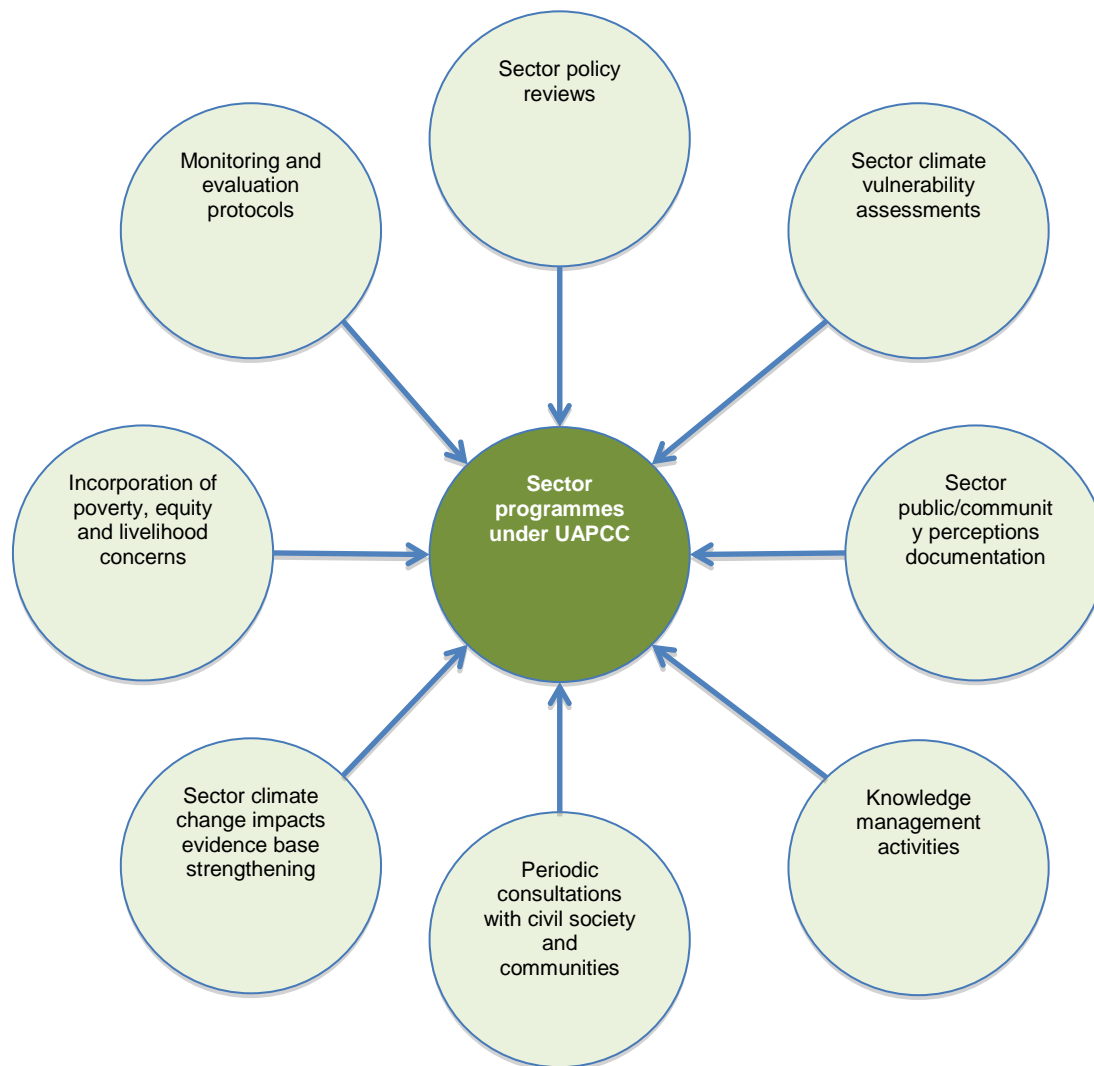 Sector policy
reviews
Monitoring and
evaluation
protocols
Sector climate
vulnerability
assessments
Incorporation of
poverty, equity
and livelihood
concerns
Sector
programmes
under UAPCC
Sector
public/communit
y perceptions
documentation
Sector climate
change impacts
evidence base
strengthening
Periodic
consultations
with civil society
and
communities
Knowledge
management
activities